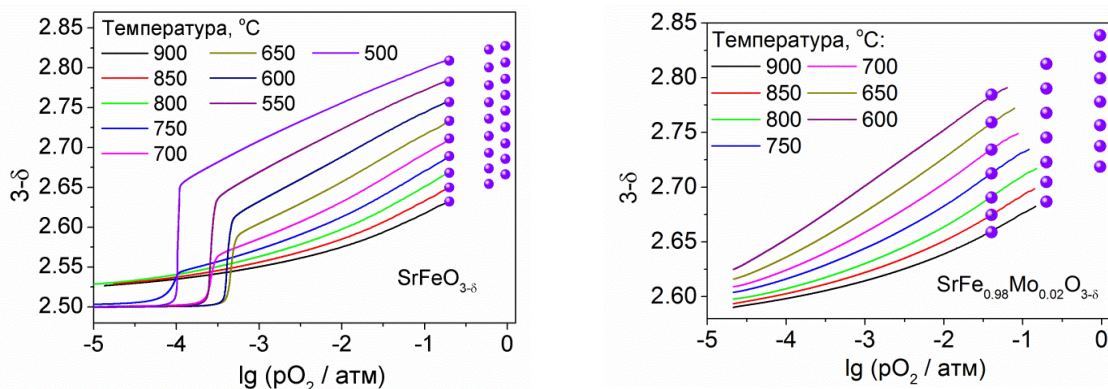 3-δ
2.85
2.80
2.75
2.70
2.65
2.60
2.55
2.50
Температура, °C
900 650 500
850 600
800 550
750
700
SrFeO3-δ
-5 -4 -3 -2 -1 0
lg (pO2 / атм)
3-δ
2.85
2.80
2.75
2.70
2.65
2.60
Температура, °C:
900 700
850 650
800 600
750
SrFe0.98Mo0.02O3-δ
-5 -4 -3 -2 -1 0
lg (pO2 / атм)